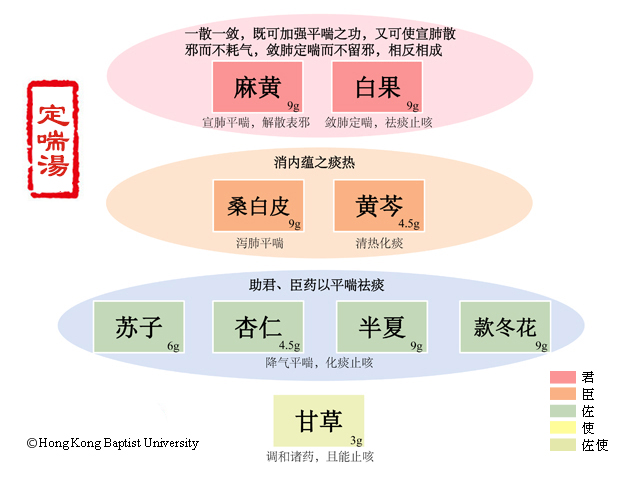 一散一敛，既可加强平喘之功，又可使宣肺散
邪而不耗气，敛肺定喘而不留邪，相反相成
定喘湯
麻黄
9g
白果
9g
宣肺平喘，解散表邪
敛肺定喘，祛痰止咳
消内蕴之痰热
桑白皮
9g
黄芩
4.5g
泻肺平喘
清热化痰
助君、臣药以平喘祛痰
苏子
6g
杏仁
4.5g
半夏
9g
款冬花
9g
降气平喘，化痰止咳
君
臣
佐
使
佐使
甘草
3g
调和诸药，且能止咳
©Hong Kong Baptist University